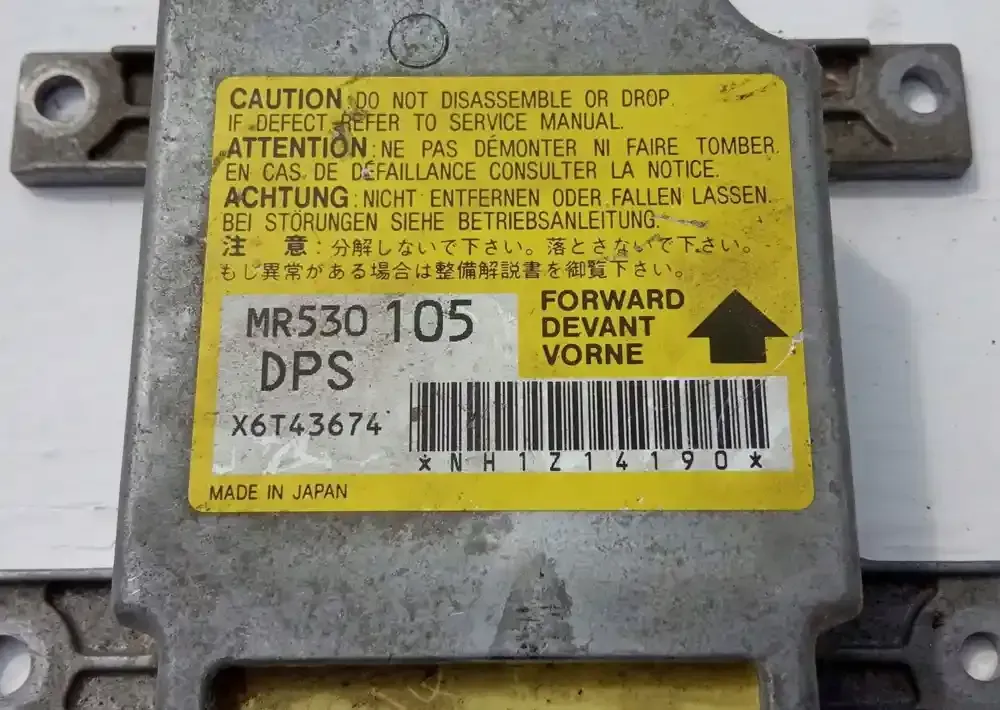 CAUTION: DO NOT DISASSEMBLE OR DROP.
IF DEFECT REFER TO SERVICE MANUAL.
ATTENTION: NE PAS DÉMONTER NI FAIRE TOMBER.
EN CAS DE DÉFAILLANCE CONSULTER LA NOTICE.
ACHTUNG: NICHT ENTFERNEN ODER FALLEN LASSEN.
BEI STÖRUNGEN SIEHE BETRIEBSANLEITUNG.
注 意: 分解しないで下さい。落とさないで下さい。
もし異常がある場合は整備解説書を御覧下さい。
MR530 105
DPS
X6T43674
FORWARD
DEVANT
VORNE
*NH1Z14190*
MADE IN JAPAN